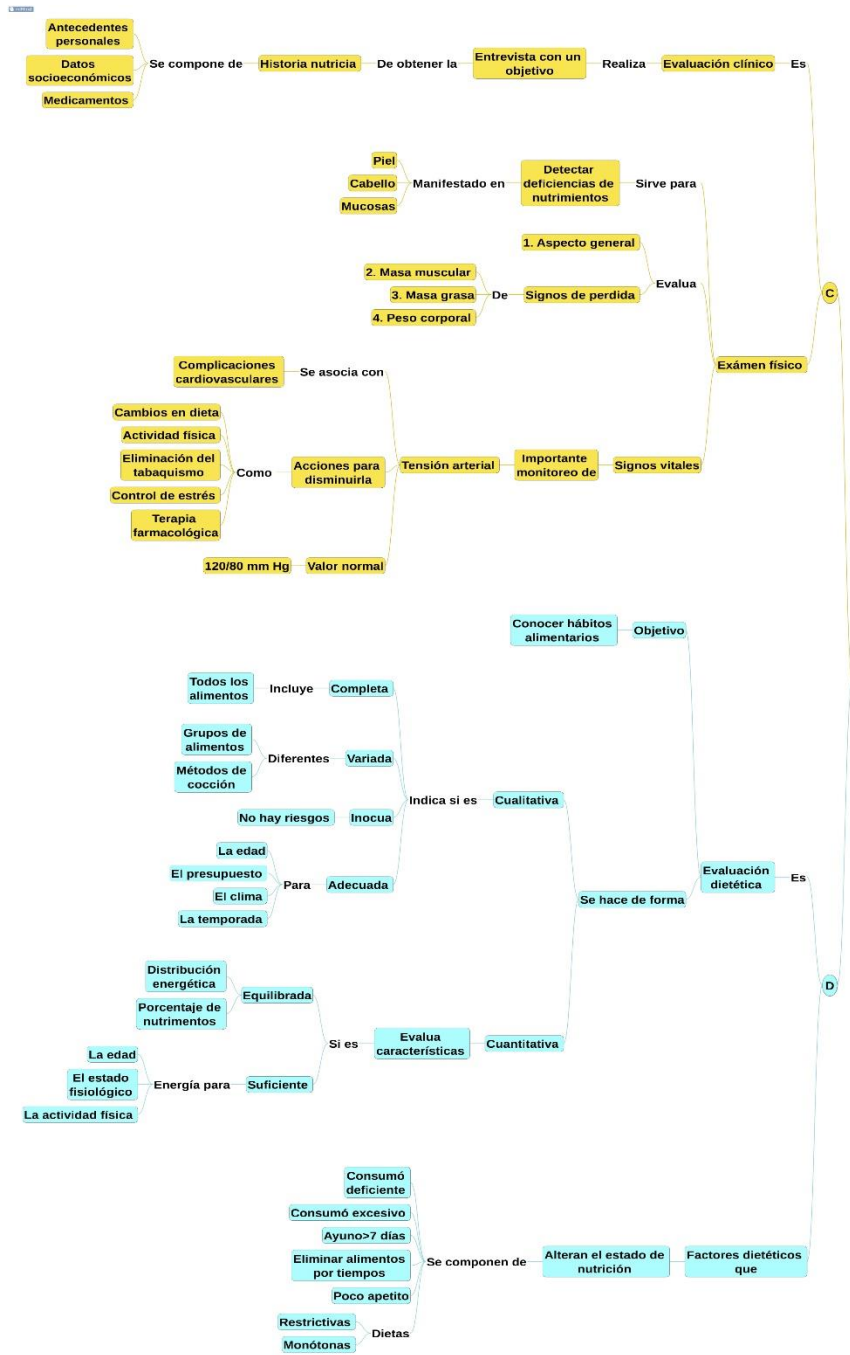 Antecedentes
personales
Datos
socioeconómicos
Medicamentos
Se compone de
Historia nutricia
De obtener la
Entrevista con un
objetivo
Realiza
Evaluación clínico
Es
Piel
Cabello
Mucosas
Manifestado en
Detectar
deficiencias de
nutrimientos
Sirve para
1. Aspecto general
2. Masa muscular
3. Masa grasa
4. Peso corporal
De
Signos de perdida
Evalua
C
Exámen físico
Complicaciones
cardiovasculares
Se asocia con
Cambios en dieta
Actividad física
Eliminación del
tabaquismo
Control de estrés
Terapia
farmacológica
Como
Acciones para
disminuirla
Tensión arterial
Importante
monitoreo de
Signos vitales
120/80 mm Hg
Valor normal
Conocer hábitos
alimentarios
Objetivo
Todos los
alimentos
Incluye
Completa
Grupos de
alimentos
Métodos de
cocción
Diferentes
Variada
No hay riesgos
Inocua
Indica si es
Cualitativa
La edad
El presupuesto
El clima
La temporada
Para
Adecuada
Se hace de forma
Evaluación
dietética
Es
D
Distribución
energética
Porcentaje de
nutrimentos
Equilibrada
Si es
Evalua
características
Cuantitativa
La edad
El estado
fisiológico
La actividad física
Energía para
Suficiente
Consumó
deficiente
Consumó excesivo
Ayuno>7 días
Eliminar alimentos
por tiempos
Poco apetito
Restrictivas
Monótonas
Dietas
Se componen de
Alteran el estado de
nutrición
Factores dietéticos
que